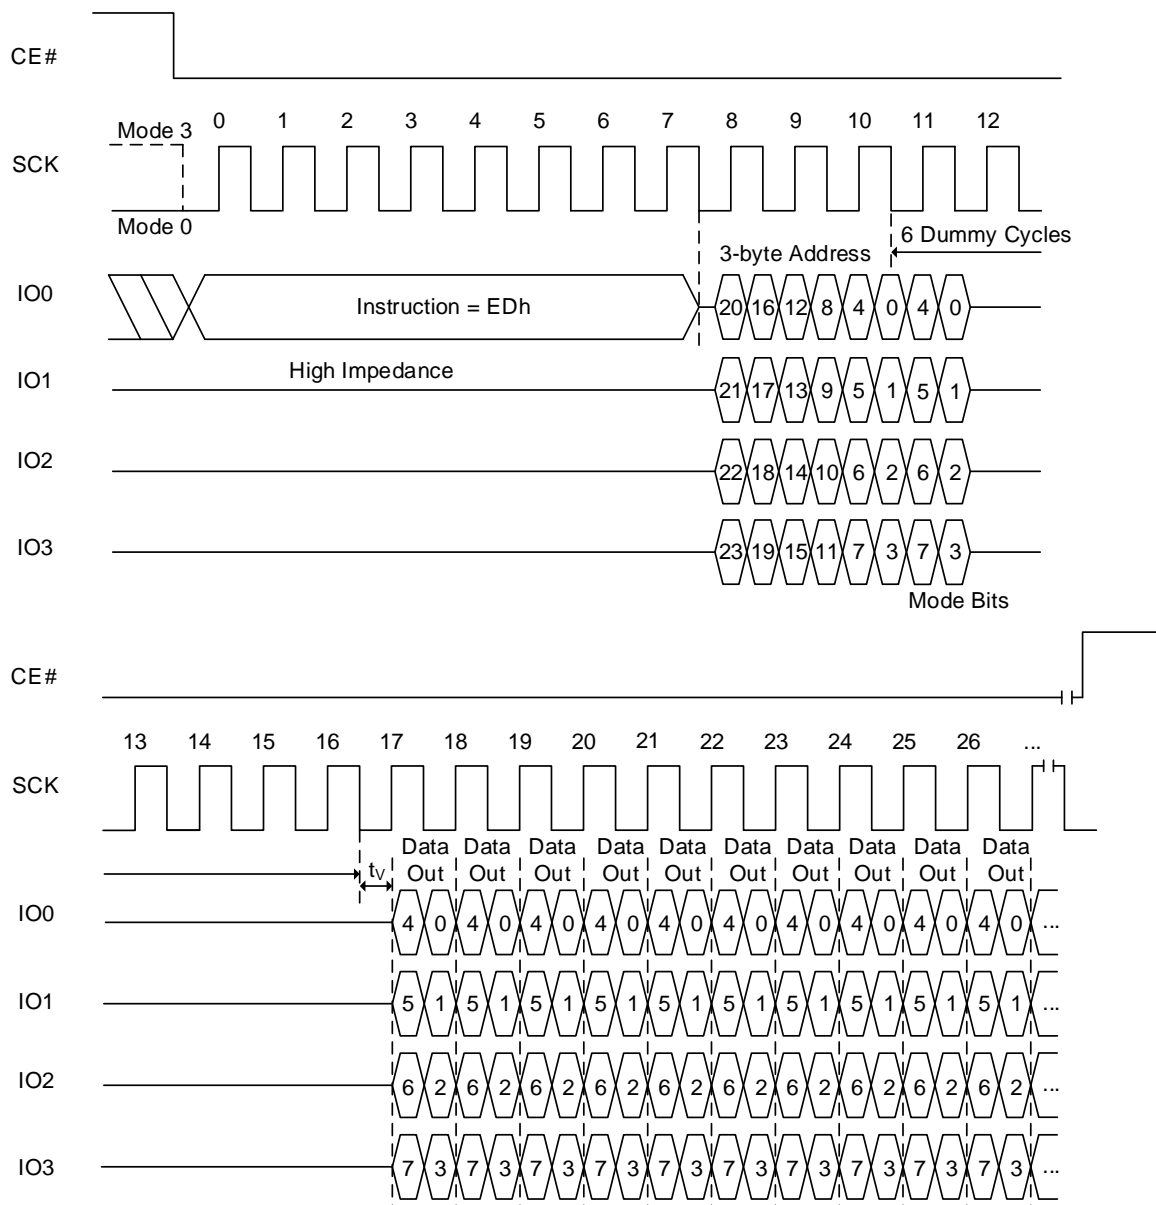 CE#
0 1 2 3 4 5 6 7 8 9 10 11 12
Mode 3
SCK
Mode 0
6 Dummy Cycles
3-byte Address
IO0
Instruction = EDh
20 16 12 8 4 0 4 0
IO1
High Impedance
21 17 13 9 5 1 5 1
IO2
22 18 14 10 6 2 6 2
IO3
23 19 15 11 7 3 7 3
Mode Bits
CE#
13 14 15 16 17 18 19 20 21 22 23 24 25 26 ...
SCK
Data Data Data Data Data Data Data Data Data Data
tV Out Out Out Out Out Out Out Out Out Out
IO0
4 0 4 0 4 0 4 0 4 0 4 0 4 0 4 0 4 0 4 0 ...
IO1
5 1 5 1 5 1 5 1 5 1 5 1 5 1 5 1 5 1 5 1 ...
IO2
6 2 6 2 6 2 6 2 6 2 6 2 6 2 6 2 6 2 6 2 ...
IO3
7 3 7 3 7 3 7 3 7 3 7 3 7 3 7 3 7 3 7 3 ...